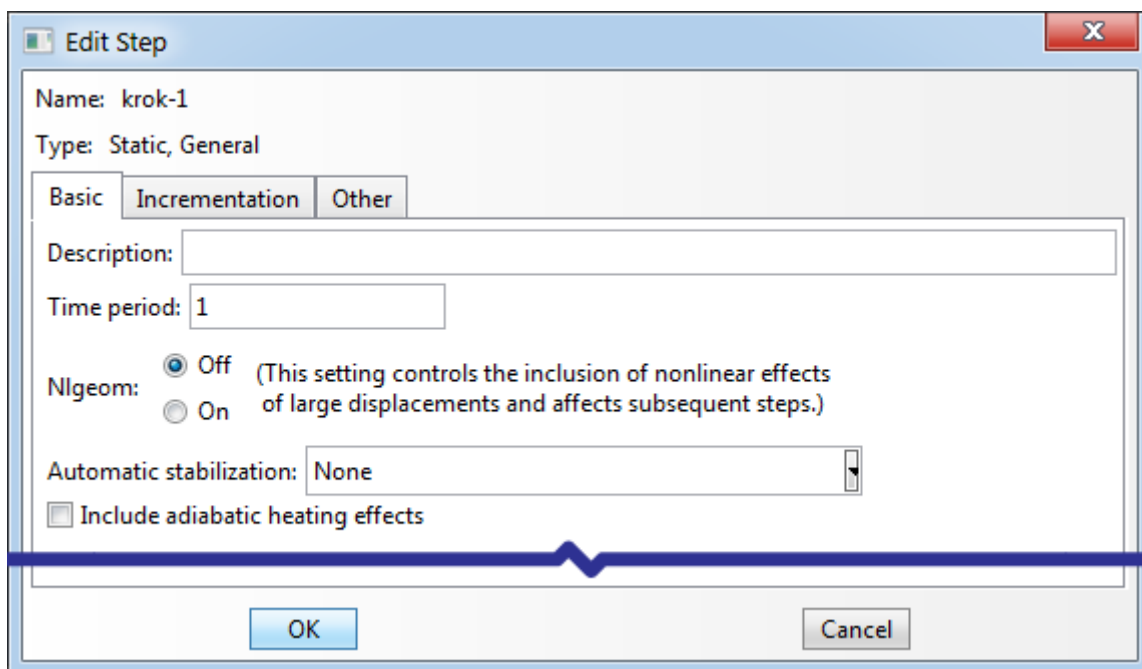 Edit Step
x
Name: krok-1
Type: Static, General
Basic Incrementation Other
Description:
Time period: 1
Nlgeom:
Off (This setting controls the inclusion of nonlinear effects
On of large displacements and affects subsequent steps.)
Automatic stabilization: None
Include adiabatic heating effects
OK Cancel